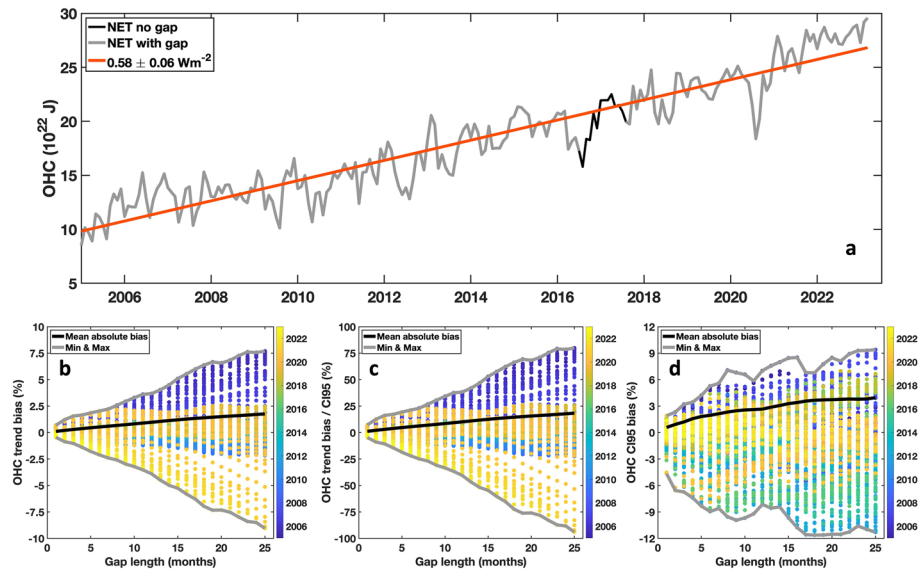 30
25
20
15
10
5
OHC (10²² J)
NET no gap
NET with gap
0.58 ± 0.06 Wm⁻²
a
2006 2008 2010 2012 2014 2016 2018 2020 2022
10
7.5
5
2.5
0
-2.5
-5
-7.5
-10
OHC trend bias (%)
Mean absolute bias
Min & Max
b
0 5 10 15 20 25
Gap length (months)
2022
2020
2018
2016
2014
2012
2010
2008
2006
100
75
50
25
0
-25
-50
-75
-100
OHC trend bias / CI95 (%)
Mean absolute bias
Min & Max
c
0 5 10 15 20 25
Gap length (months)
2022
2020
2018
2016
2014
2012
2010
2008
2006
12
9
6
3
0
-3
-6
-9
-12
OHC CI95 bias (%)
Mean absolute bias
Min & Max
d
0 5 10 15 20 25
Gap length (months)
2022
2020
2018
2016
2014
2012
2010
2008
2006